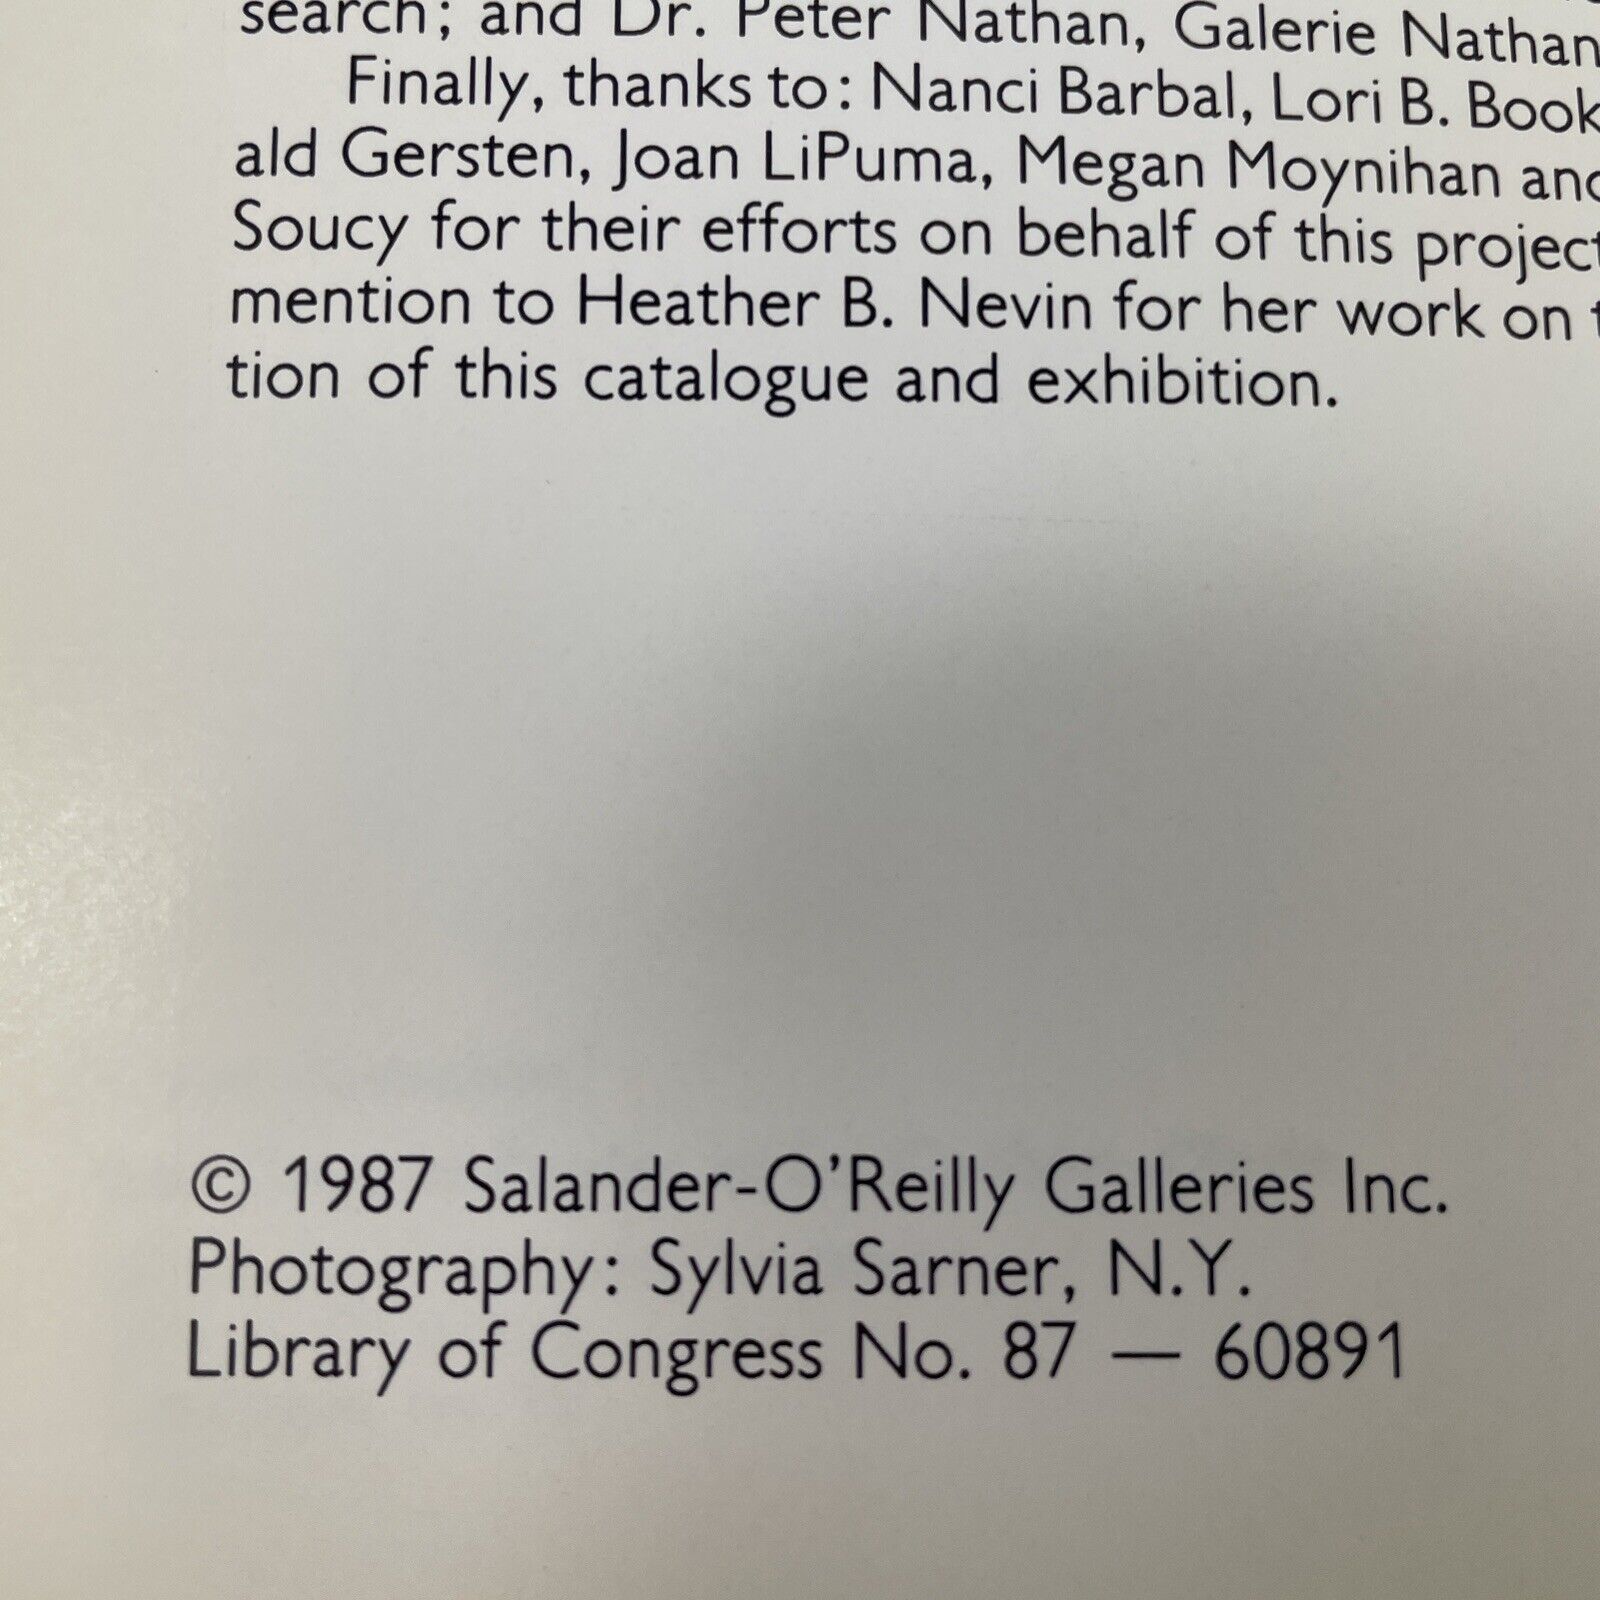 search; and Dr. Peter Nathan, Galerie Nathan
Finally, thanks to: Nanci Barbal, Lori B. Book
ald Gersten, Joan LiPuma, Megan Moynihan and
Soucy for their efforts on behalf of this project
mention to Heather B. Nevin for her work on t
tion of this catalogue and exhibition.
© 1987 Salander-O'Reilly Galleries Inc.
Photography: Sylvia Sarner, N.Y.
Library of Congress No. 87 — 60891